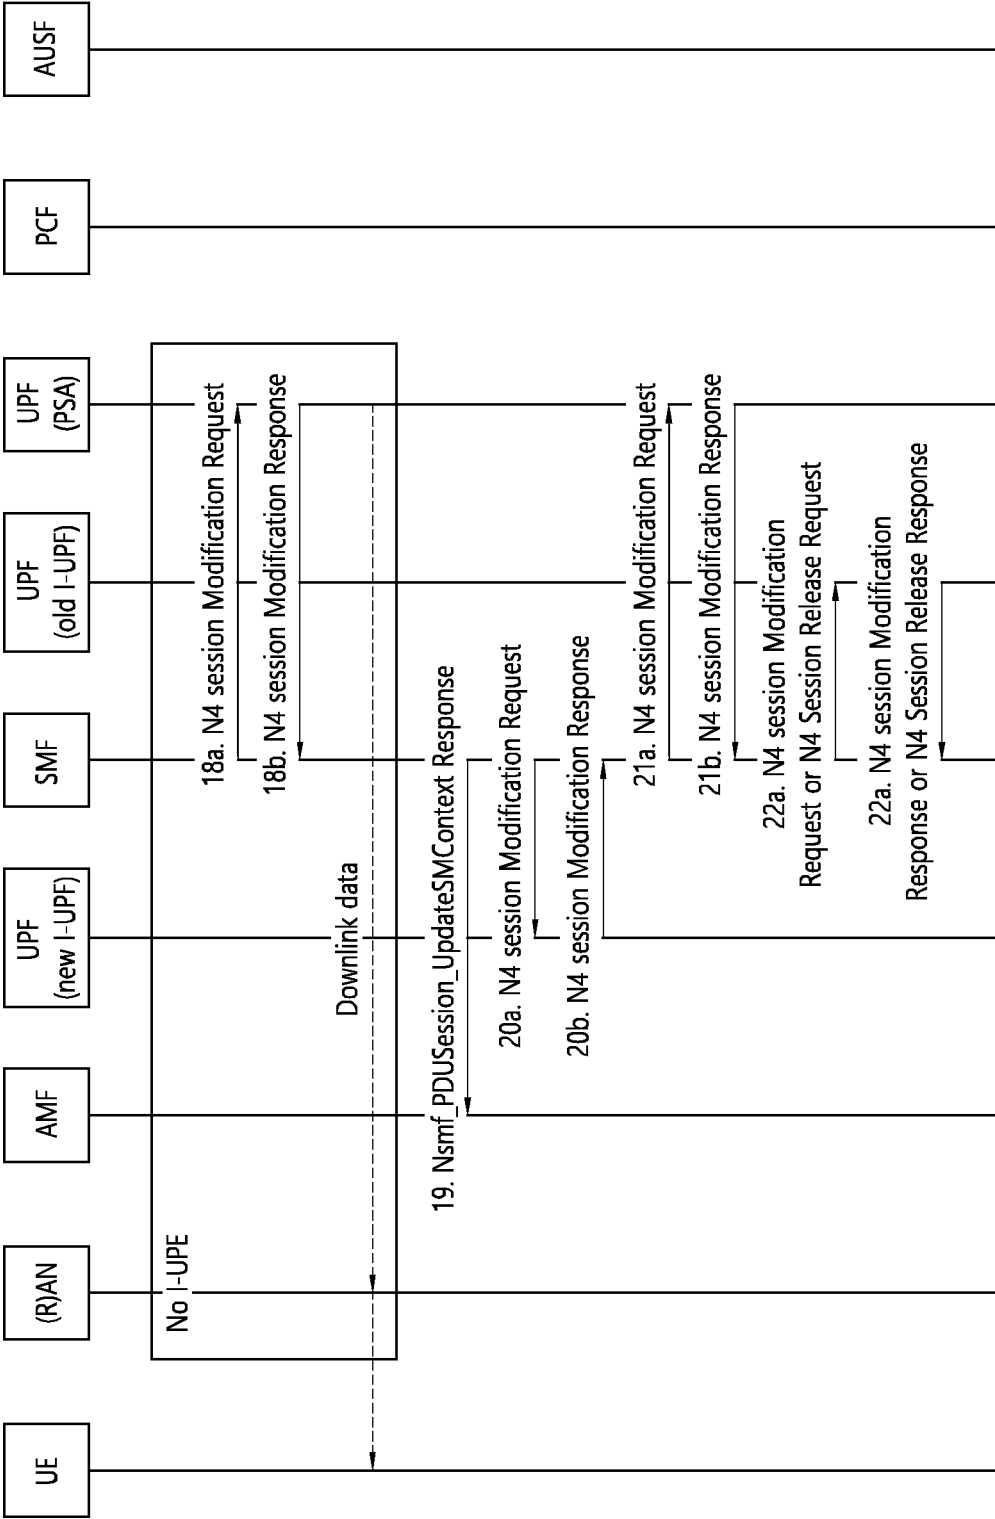 UE
(R)AN
AMF
UPF
(new I-UPF)
SMF
UPF
(old I-UPF)
UPF
(PSA)
PCF
AUSF
No I-UPE
18a. N4 session Modification Request
18b. N4 session Modification Response
Downlink data
19. Nsmf_PDUSession_UpdateSMContext Response
20a. N4 session Modification Request
20b. N4 session Modification Response
21a. N4 session Modification Request
21b. N4 session Modification Response
22a. N4 session Modification
Request or N4 Session Release Request
22a. N4 session Modification
Response or N4 Session Release Response